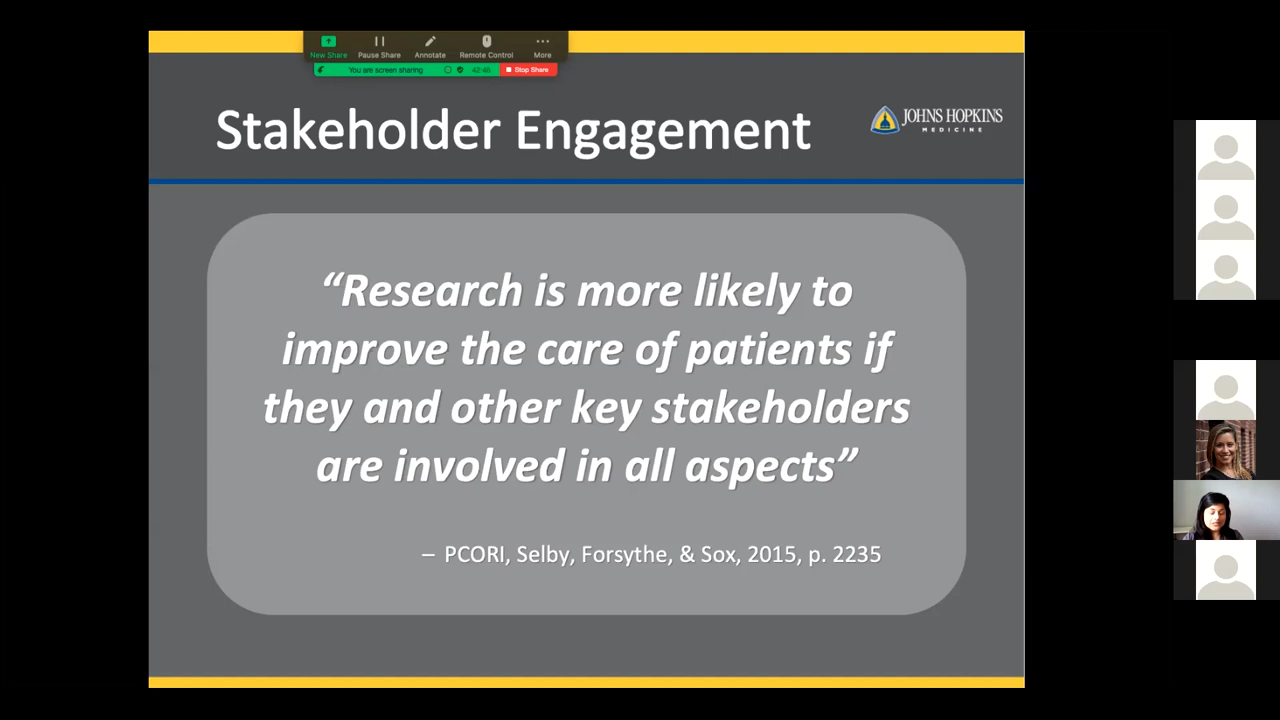 New Share
Pause Share
Annotate
Remote Control
More
You are screen sharing
42:46
Stop Share
Stakeholder Engagement
JOHNS HOPKINS
MEDICINE
“Research is more likely to
improve the care of patients if
they and other key stakeholders
are involved in all aspects”
– PCORI, Selby, Forsythe, & Sox, 2015, p. 2235